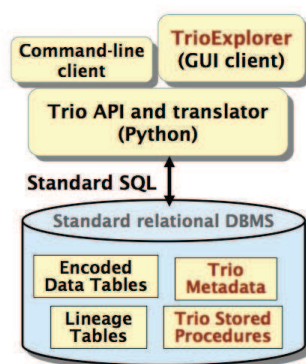 Command-line
client
TrioExplorer
(GUI client)
Trio API and translator
(Python)
Standard SQL
Standard relational DBMS
Encoded
Data Tables
Trio
Metadata
Lineage
Tables
Trio Stored
Procedures